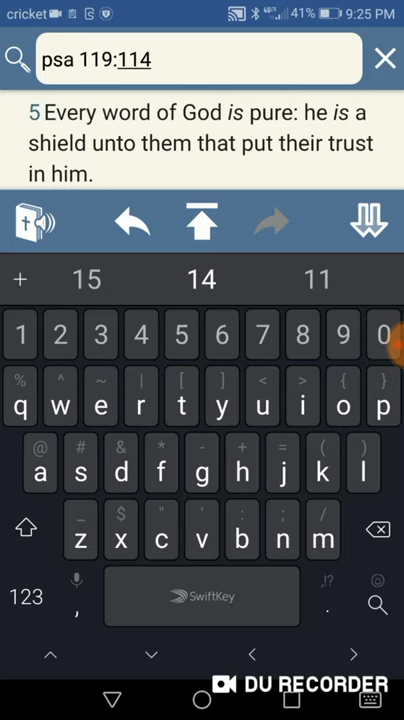 cricket 41% 9:25 PM
psa 119:114
5 Every word of God is pure: he is a
shield unto them that put their trust
in him.
+ 15 14 11
1 2 3 4 5 6 7 8 9 0
% ^ ~ | [ ] < > { }
q w e r t y u i o p
@ # & * - + = ( )
a s d f g h j k l
_ $ " ' : ; /
z x c v b n m
123 , SwiftKey ,!? .
DU RECORDER